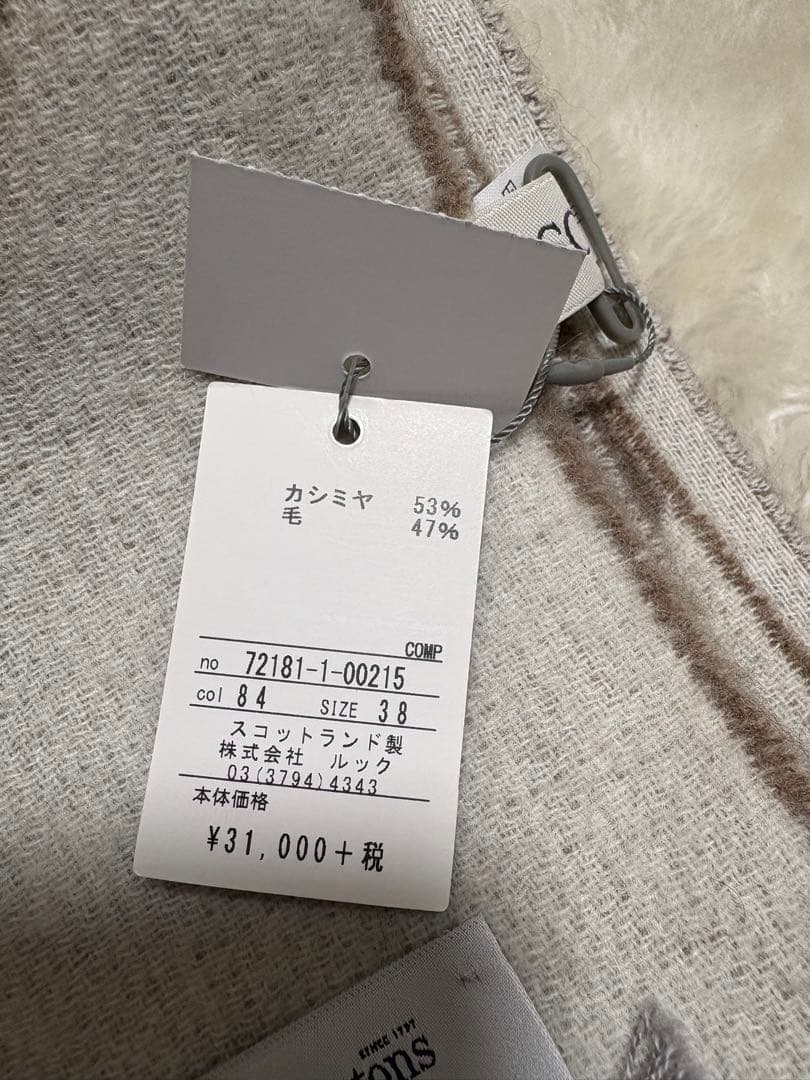 カシミヤ 53%
毛 47%
COMP
no 72181-1-00215
col 84 SIZE 38
スコットランド製
株式会社 ルック
03(3794)4343
本体価格
¥31,000+税
SINCE 1797